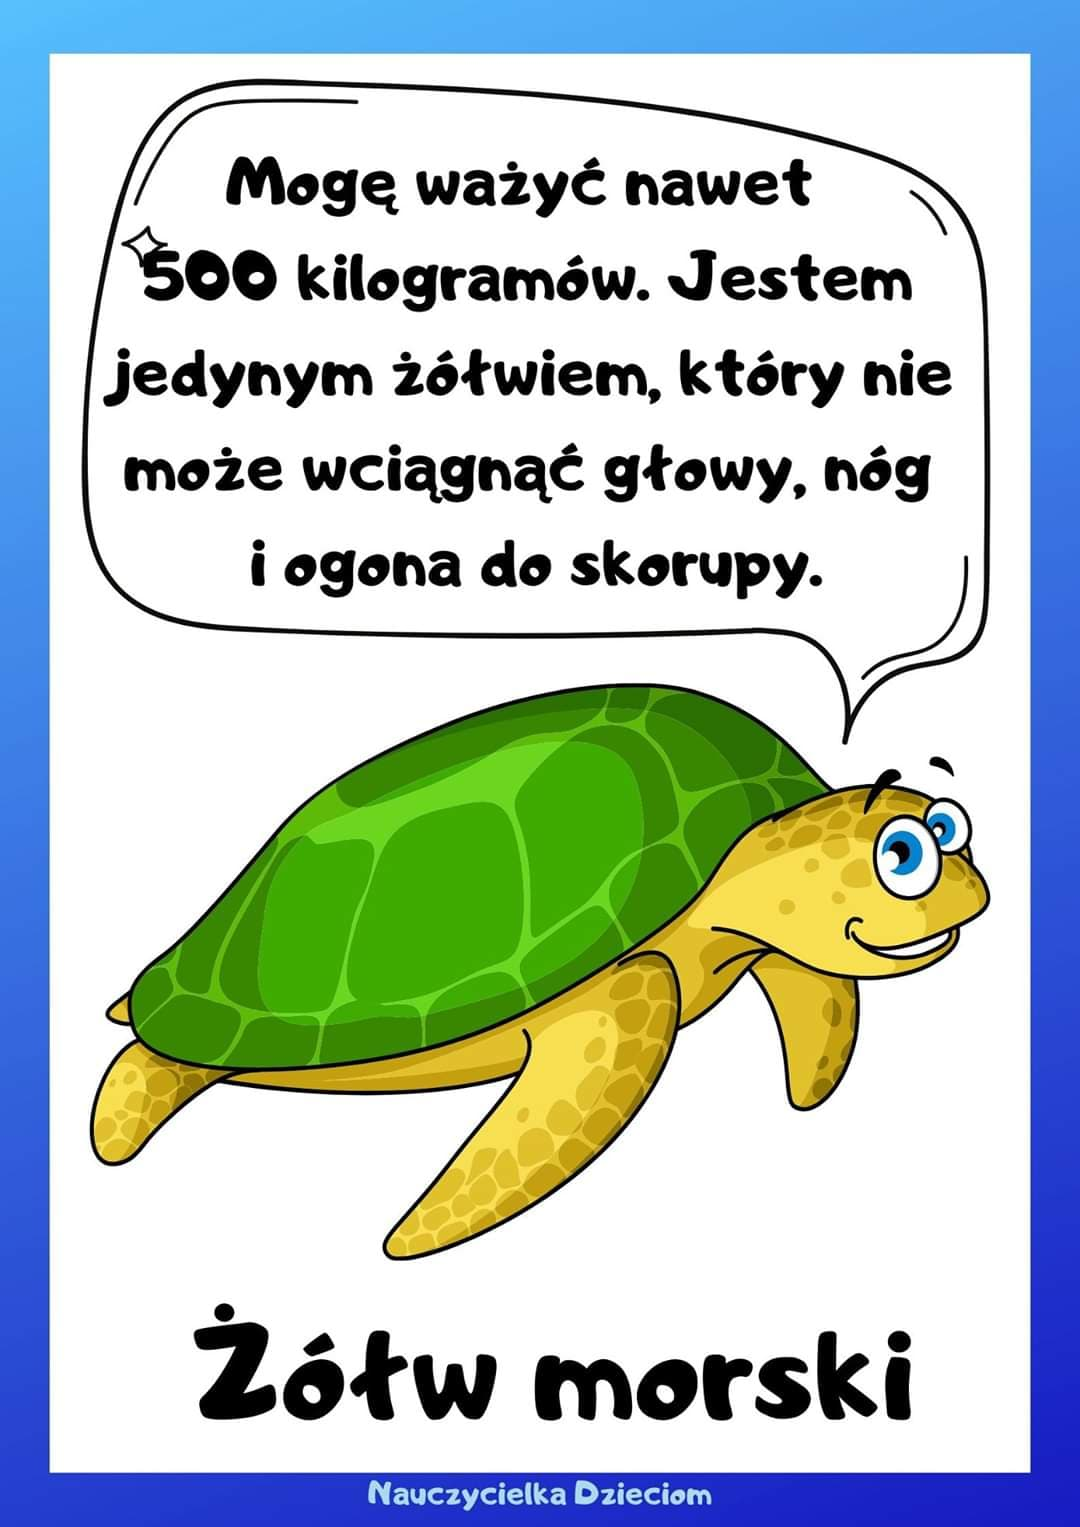 Mogę ważyć nawet
500 kilogramów. Jestem
jedynym żółwiem, który nie
może wciągnąć głowy, nóg
i ogona do skorupy.
Żółw morski
Nauczycielka Dzieciom